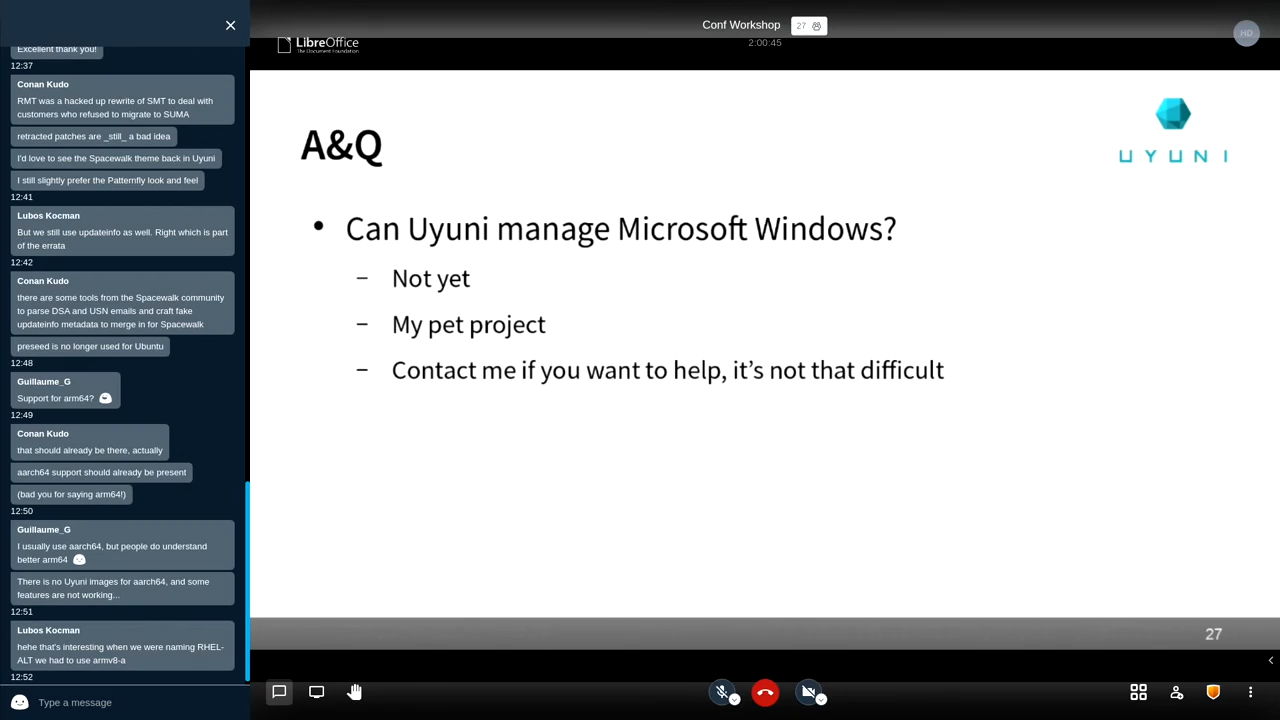 Excellent thank you!
12:37
Conan Kudo
RMT was a hacked up rewrite of SMT to deal with
customers who refused to migrate to SUMA
retracted patches are _still_ a bad idea
I'd love to see the Spacewalk theme back in Uyuni
I still slightly prefer the Patternfly look and feel
12:41
Lubos Kocman
But we still use updateinfo as well. Right which is part
of the errata
12:42
Conan Kudo
there are some tools from the Spacewalk community
to parse DSA and USN emails and craft fake
updateinfo metadata to merge in for Spacewalk
preseed is no longer used for Ubuntu
12:48
Guillaume_G
Support for arm64?
12:49
Conan Kudo
that should already be there, actually
aarch64 support should already be present
(bad you for saying arm64!)
12:50
Guillaume_G
I usually use aarch64, but people do understand
better arm64
There is no Uyuni images for aarch64, and some
features are not working...
12:51
Lubos Kocman
hehe that's interesting when we were naming RHEL-
ALT we had to use armv8-a
12:52
Type a message
Conf Workshop 27
2:00:45
HD
LibreOffice
The Document Foundation
UYUNI
A&Q
• Can Uyuni manage Microsoft Windows?
– Not yet
– My pet project
– Contact me if you want to help, it's not that difficult
27